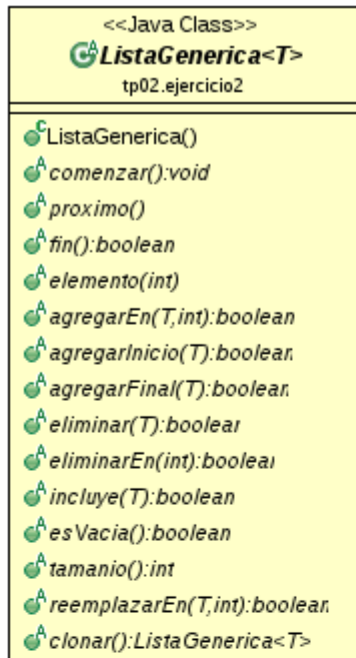 <<Java Class>>
ListaGenerica<T>
tp02.ejercicio2
ListaGenerica()
comenzar():void
proximo()
fin():boolean
elemento(int)
agregarEn(T,int):boolean
agregarInicio(T):boolean
agregarFinal(T):boolean
eliminar(T):boolean
eliminarEn(int):boolean
incluye(T):boolean
esVacia():boolean
tamanio():int
reemplazarEn(T,int):boolean
clonar():ListaGenerica<T>